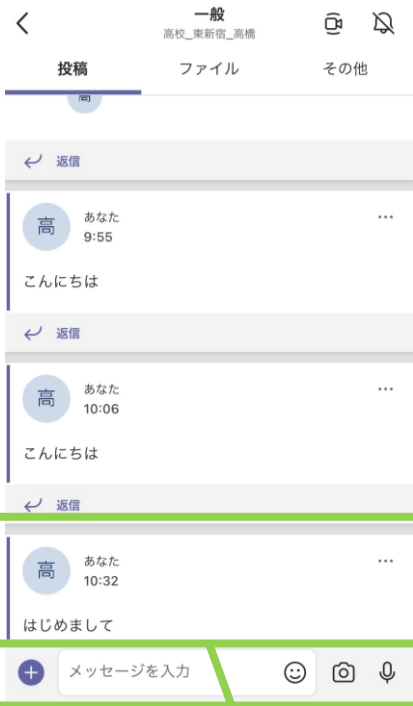 一般
高校_東新宿_高橋
投稿 ファイル その他
高
返信
高 あなた
9:55
こんにちは
返信
高 あなた
10:06
こんにちは
返信
高 あなた
10:32
はじめまして
メッセージを入力